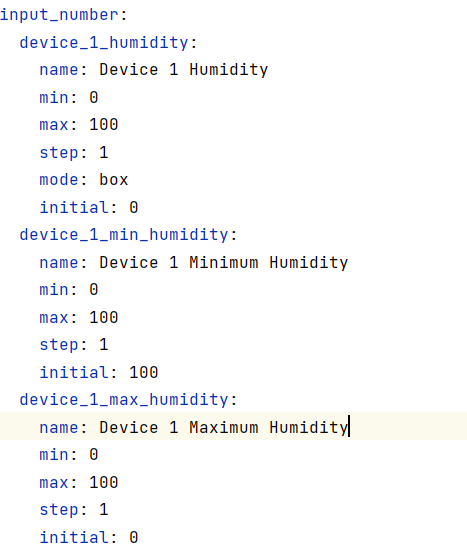 input_number:
  device_1_humidity:
    name: Device 1 Humidity
    min: 0
    max: 100
    step: 1
    mode: box
    initial: 0
  device_1_min_humidity:
    name: Device 1 Minimum Humidity
    min: 0
    max: 100
    step: 1
    initial: 100
  device_1_max_humidity:
    name: Device 1 Maximum Humidity
    min: 0
    max: 100
    step: 1
    initial: 0